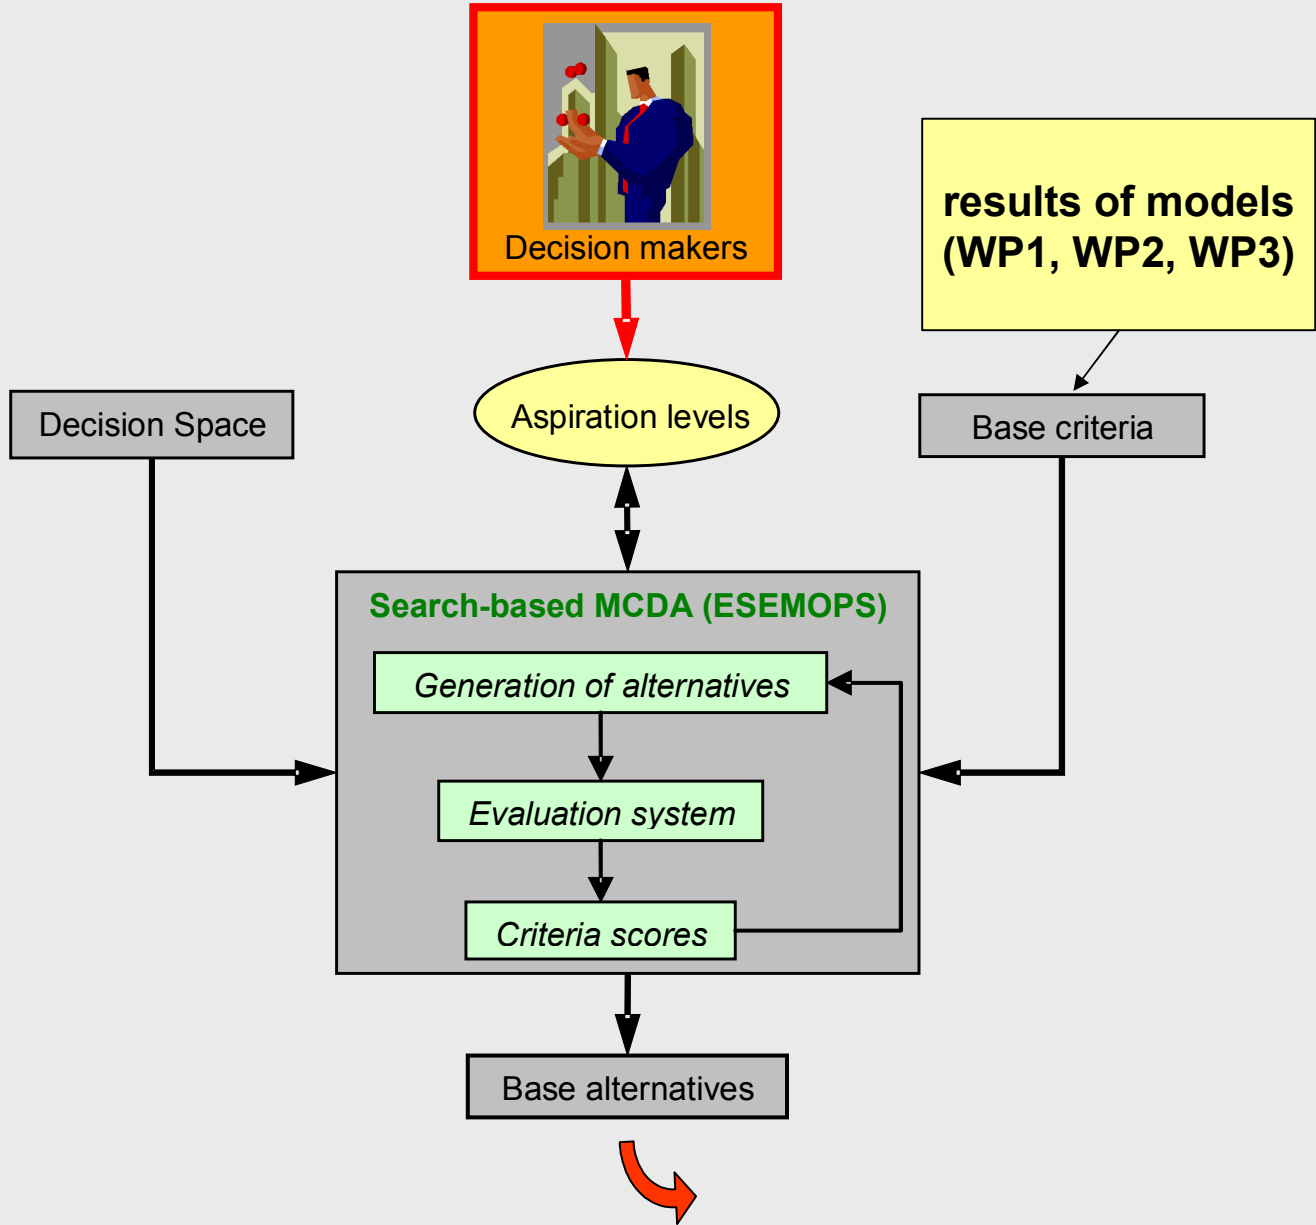 Decision makers
results of models
(WP1, WP2, WP3)
Decision Space
Aspiration levels
Base criteria
Search-based MCDA (ESEMOPS)
Generation of alternatives
Evaluation system
Criteria scores
Base alternatives